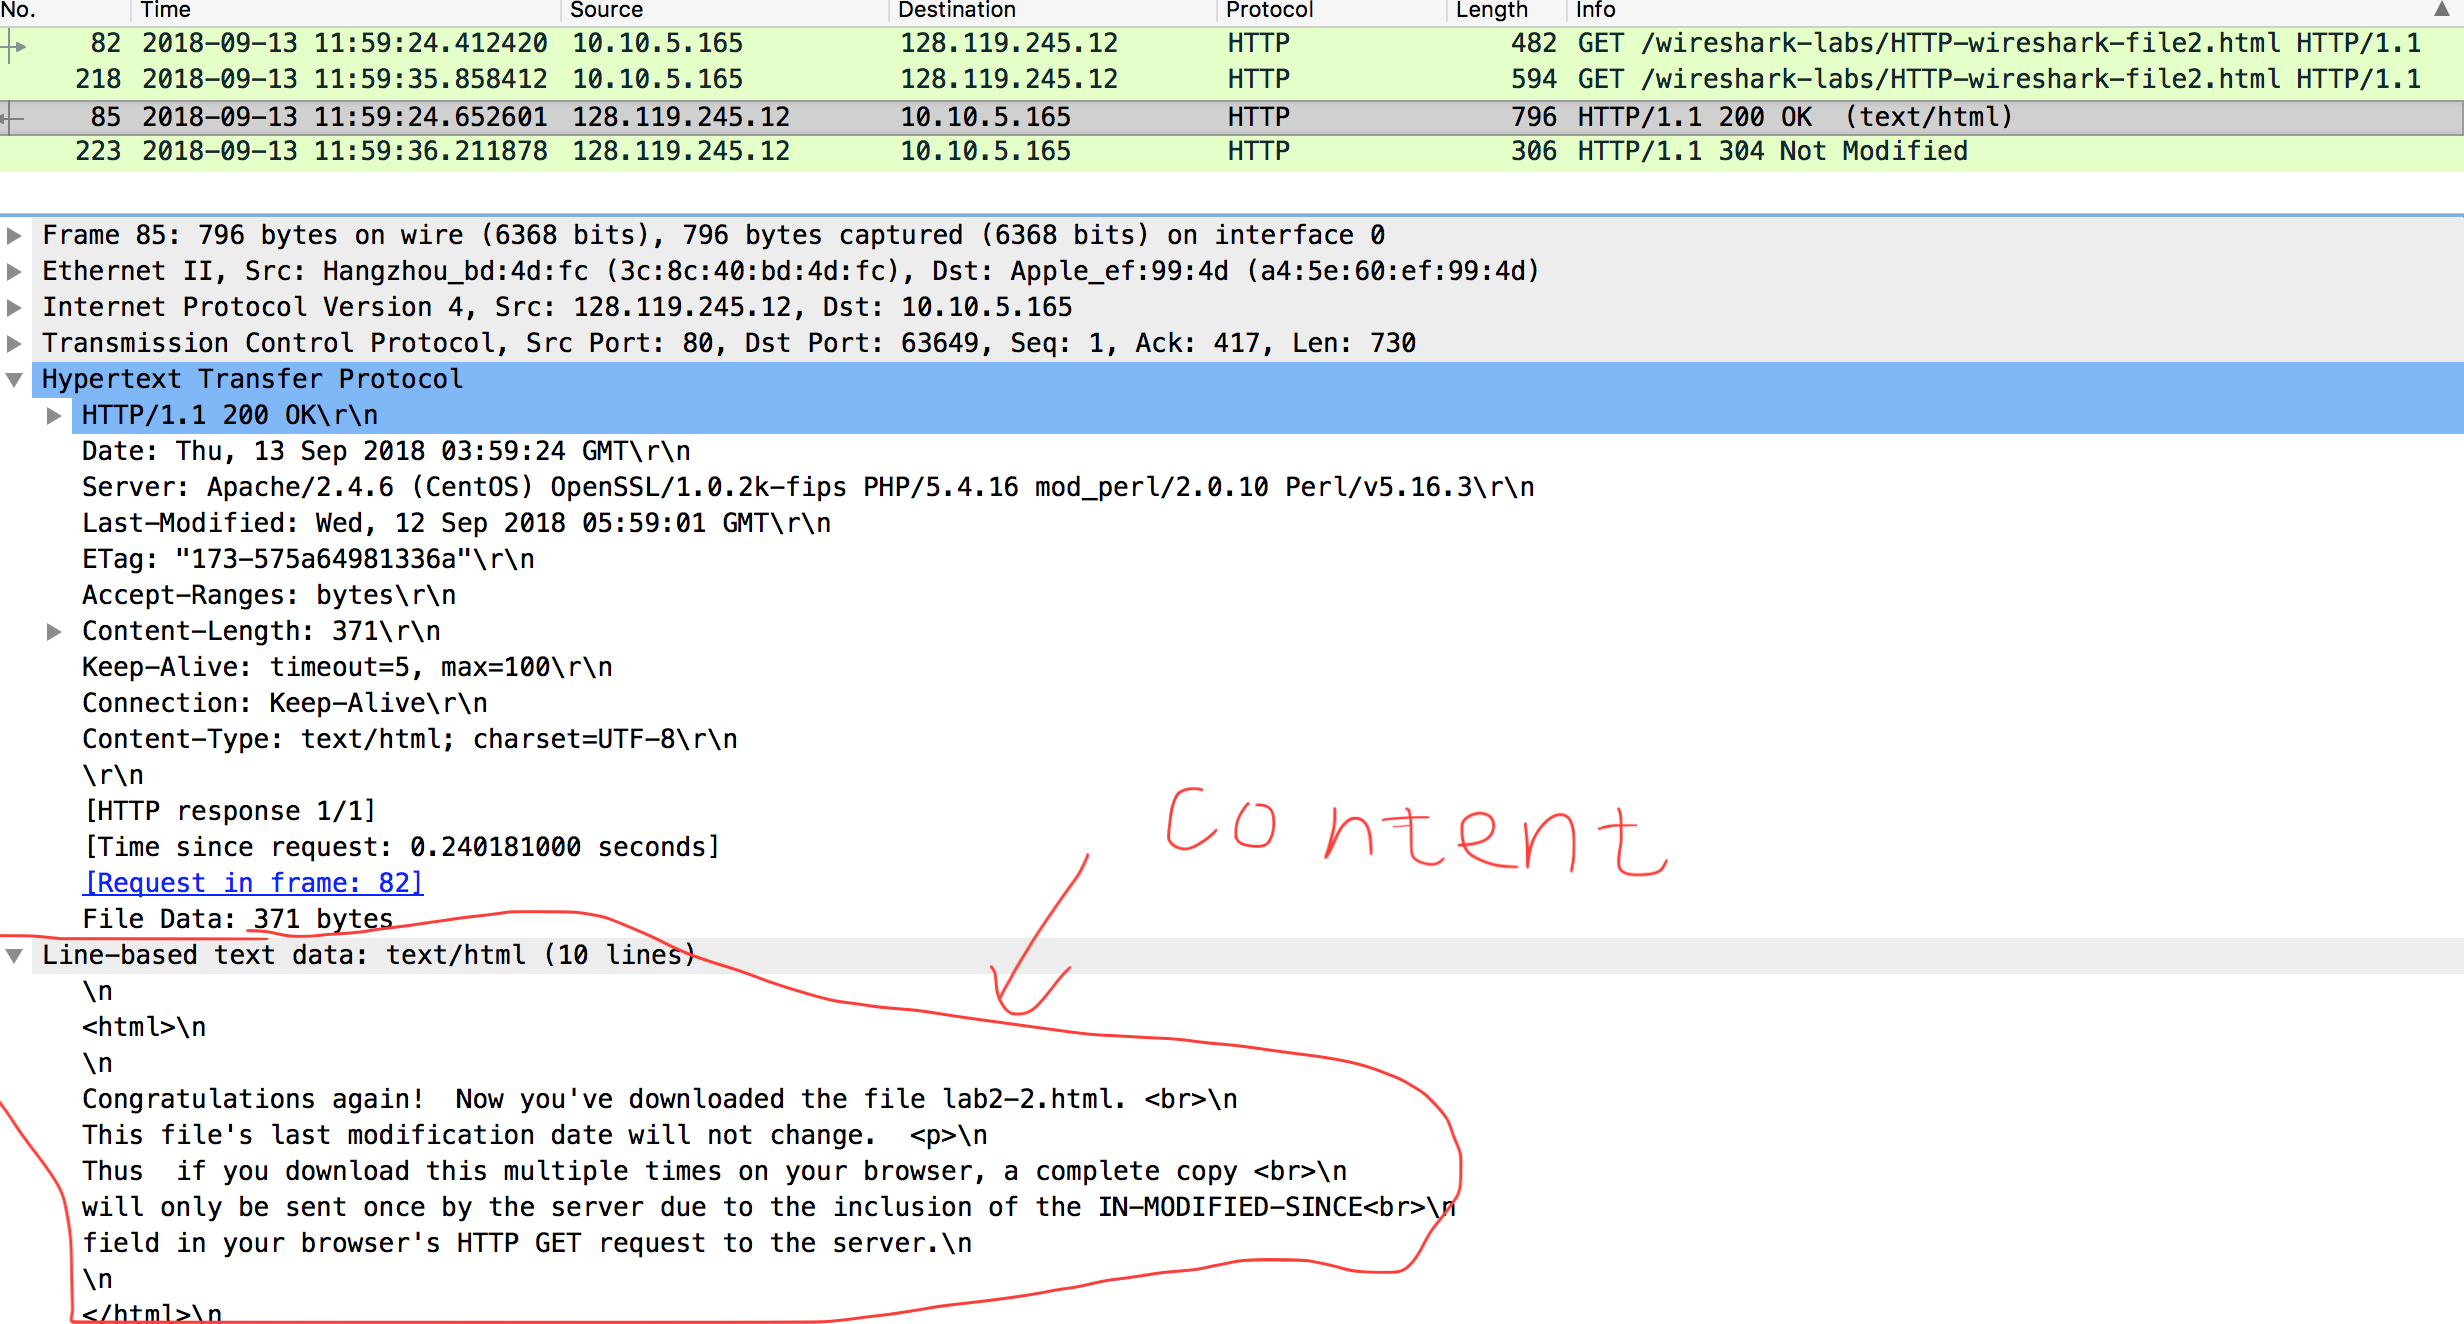 No. Time Source Destination Protocol Length Info
82 2018-09-13 11:59:24.412420 10.10.5.165 128.119.245.12 HTTP 482 GET /wireshark-labs/HTTP-wireshark-file2.html HTTP/1.1
218 2018-09-13 11:59:35.858412 10.10.5.165 128.119.245.12 HTTP 594 GET /wireshark-labs/HTTP-wireshark-file2.html HTTP/1.1
85 2018-09-13 11:59:24.652601 128.119.245.12 10.10.5.165 HTTP 796 HTTP/1.1 200 OK  (text/html)
223 2018-09-13 11:59:36.211878 128.119.245.12 10.10.5.165 HTTP 306 HTTP/1.1 304 Not Modified
Frame 85: 796 bytes on wire (6368 bits), 796 bytes captured (6368 bits) on interface 0
Ethernet II, Src: Hangzhou_bd:4d:fc (3c:8c:40:bd:4d:fc), Dst: Apple_ef:99:4d (a4:5e:60:ef:99:4d)
Internet Protocol Version 4, Src: 128.119.245.12, Dst: 10.10.5.165
Transmission Control Protocol, Src Port: 80, Dst Port: 63649, Seq: 1, Ack: 417, Len: 730
Hypertext Transfer Protocol
HTTP/1.1 200 OK\r\n
Date: Thu, 13 Sep 2018 03:59:24 GMT\r\n
Server: Apache/2.4.6 (CentOS) OpenSSL/1.0.2k-fips PHP/5.4.16 mod_perl/2.0.10 Perl/v5.16.3\r\n
Last-Modified: Wed, 12 Sep 2018 05:59:01 GMT\r\n
ETag: "173-575a64981336a"\r\n
Accept-Ranges: bytes\r\n
Content-Length: 371\r\n
Keep-Alive: timeout=5, max=100\r\n
Connection: Keep-Alive\r\n
Content-Type: text/html; charset=UTF-8\r\n
\r\n
[HTTP response 1/1]
[Time since request: 0.240181000 seconds]
content
[Request in frame: 82]
File Data: 371 bytes
Line-based text data: text/html (10 lines)
\n
<html>\n
\n
Congratulations again!  Now you've downloaded the file lab2-2.html. <br>\n
This file's last modification date will not change.  <p>\n
Thus  if you download this multiple times on your browser, a complete copy <br>\n
will only be sent once by the server due to the inclusion of the IN-MODIFIED-SINCE<br>\n
field in your browser's HTTP GET request to the server.\n
\n
</html>\n